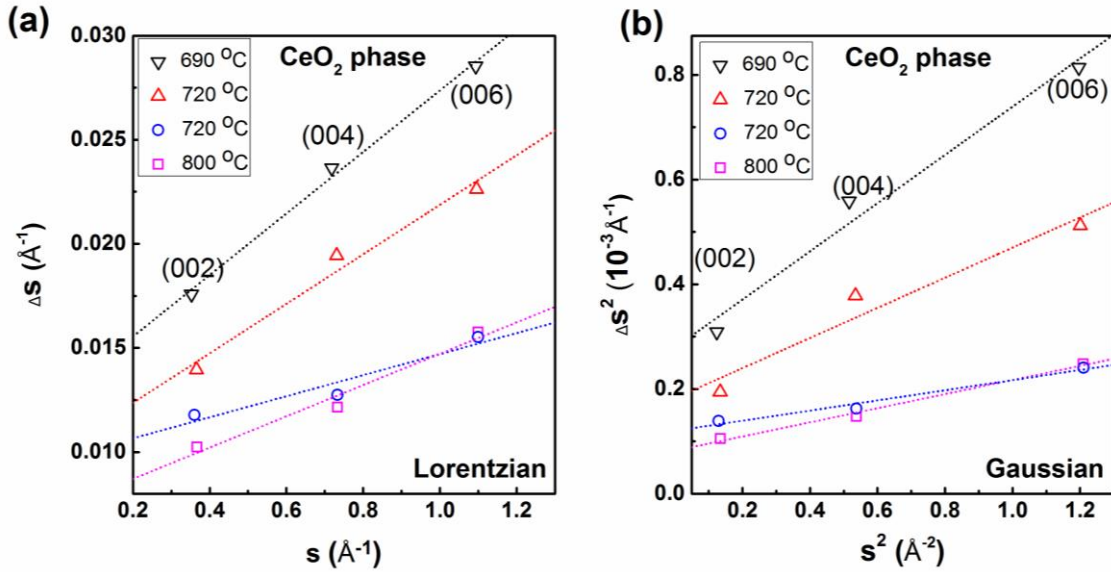 (a)
0.030
0.025
0.020
0.015
0.010
Δs (Å⁻¹)
690 °C
720 °C
720 °C
800 °C
CeO₂ phase
(002)
(004)
(006)
Lorentzian
0.2 0.4 0.6 0.8 1.0 1.2
s (Å⁻¹)
(b)
0.8
0.6
0.4
0.2
0.0
Δs² (10⁻³Å⁻¹)
690 °C
720 °C
720 °C
800 °C
CeO₂ phase
(002)
(004)
(006)
Gaussian
0.2 0.4 0.6 0.8 1.0 1.2
s² (Å⁻²)